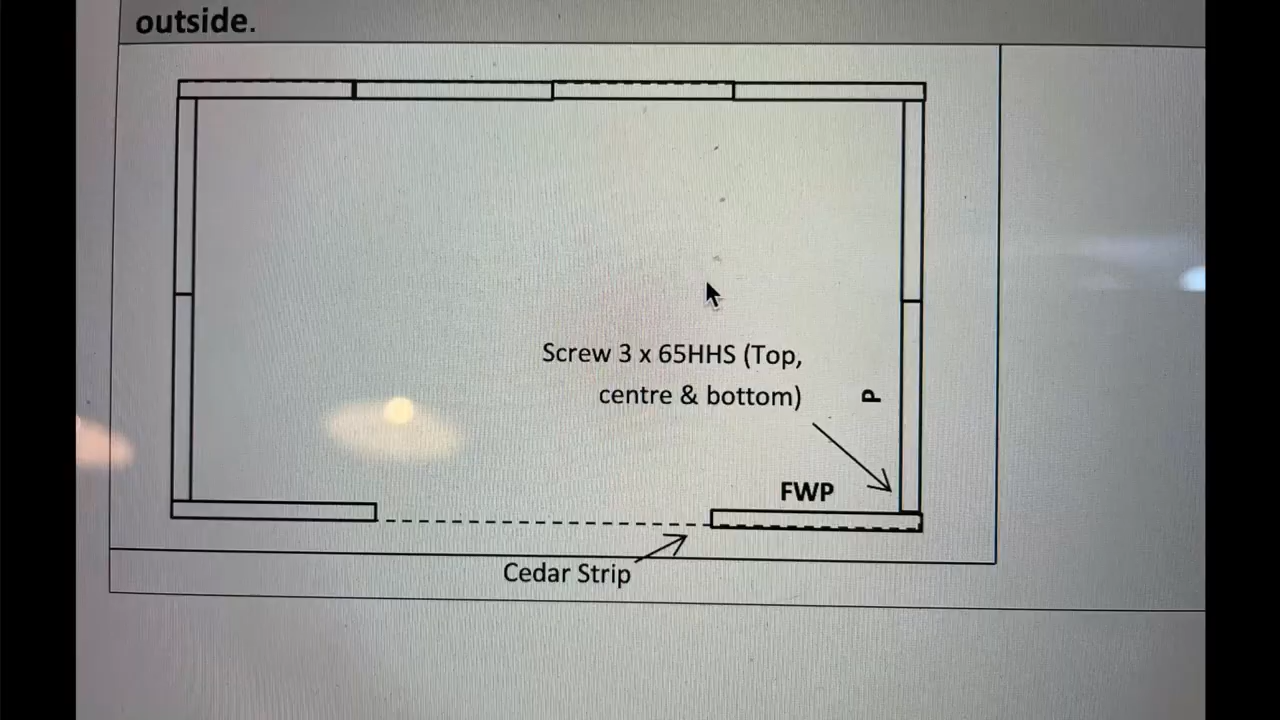 outside.
Screw 3 x 65HHS (Top,
centre & bottom)
P
FWP
Cedar Strip